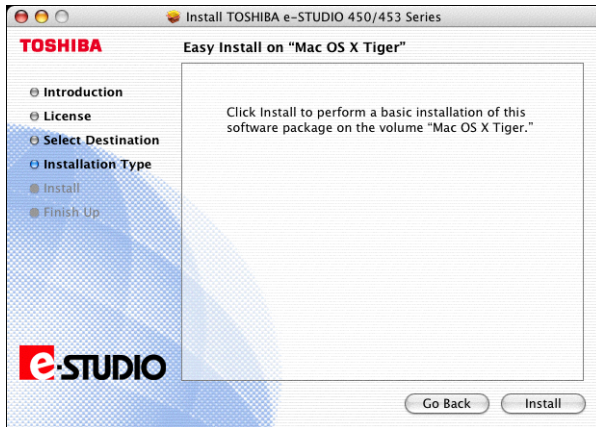 Install TOSHIBA e-STUDIO 450/453 Series
TOSHIBA
Easy Install on “Mac OS X Tiger”
Introduction
License
Select Destination
Installation Type
Install
Finish Up
Click Install to perform a basic installation of this
software package on the volume “Mac OS X Tiger.”
e-STUDIO
Go Back
Install